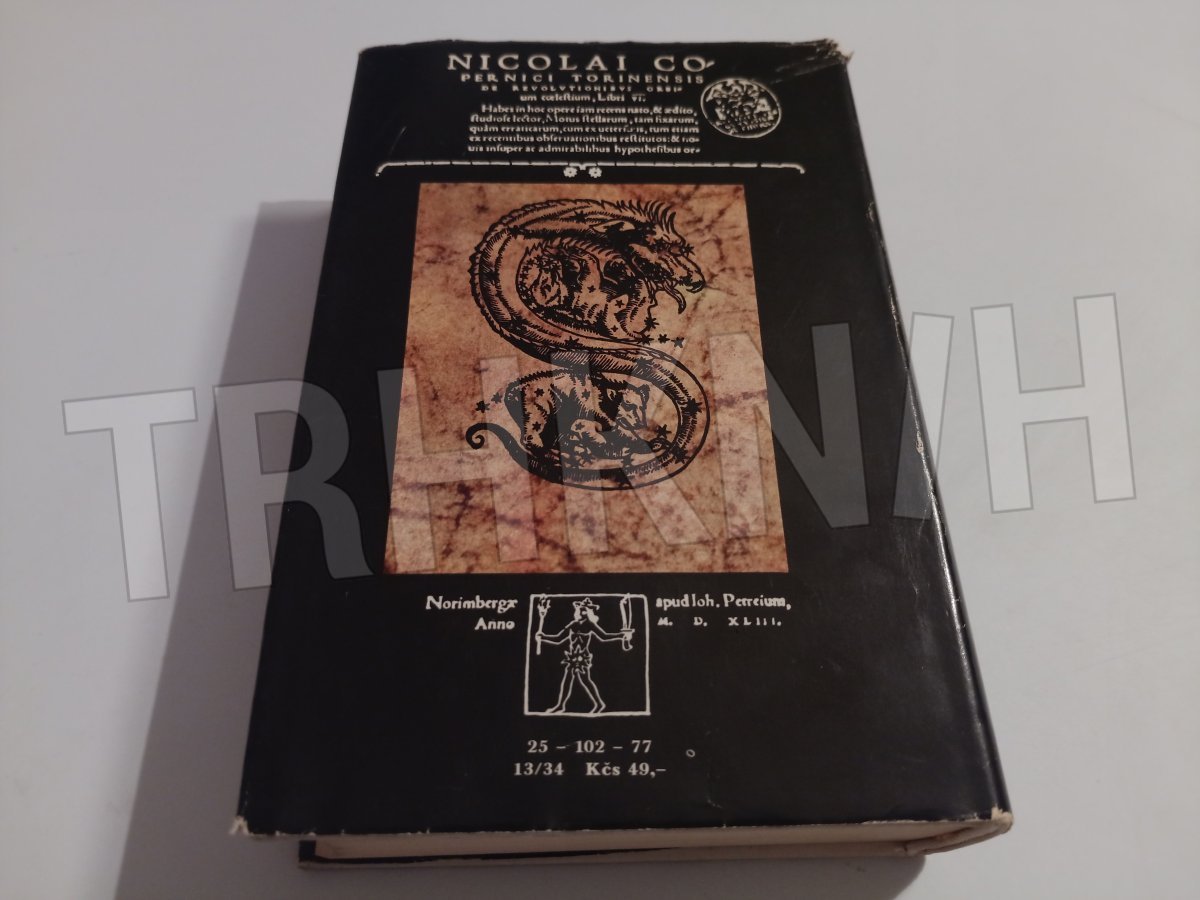 NICOLAI CO
PERNICI TORINENSIS
DE REVOLVTIONIBVS ORBI-
um cœlestium, Libri VI.
Habes in hoc opere iam recens nato, & ædito,
studiose lector, Motus stellarum, tam fixarum,
quàm erraticarum, cum ex ueteribus, tum etiam
ex recentibus obseruationibus restitutos: & no-
uis insuper ac admirabilibus hypothesibus or-
Norimbergæ apud Ioh. Petreium,
Anno M. D. XLIII.
25 – 102 – 77
13/34 Kčs 49,–
TRHKNIH